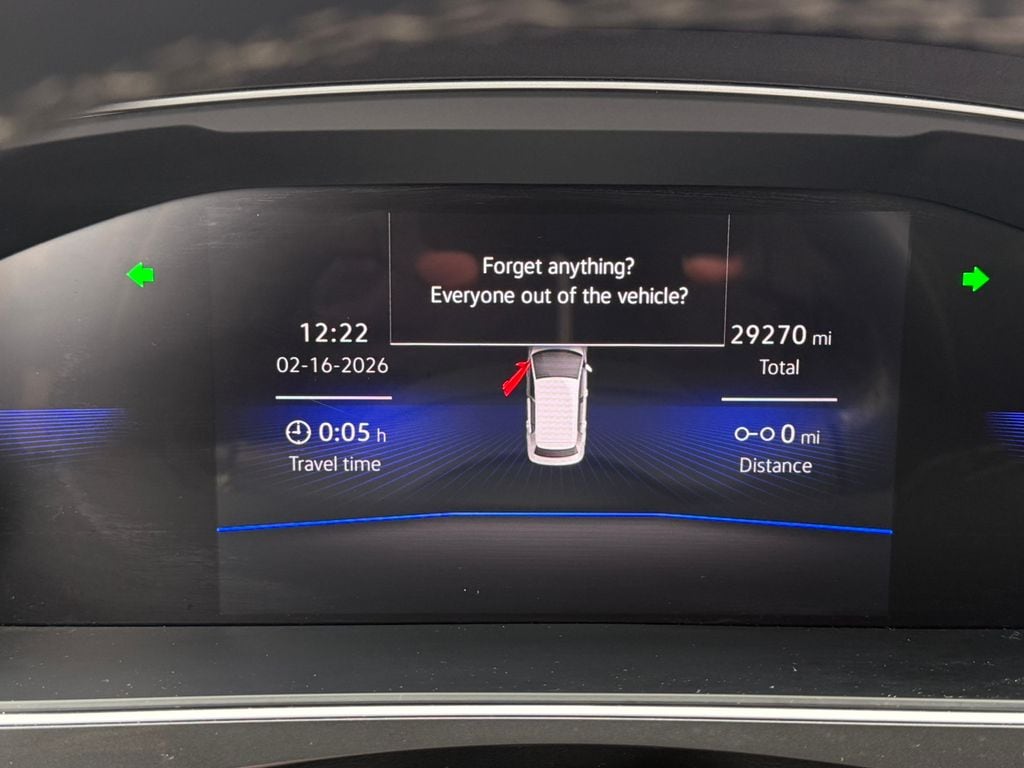 Forget anything?
Everyone out of the vehicle?
12:22
02-16-2026
0:05 h
Travel time
29270 mi
Total
0 mi
Distance